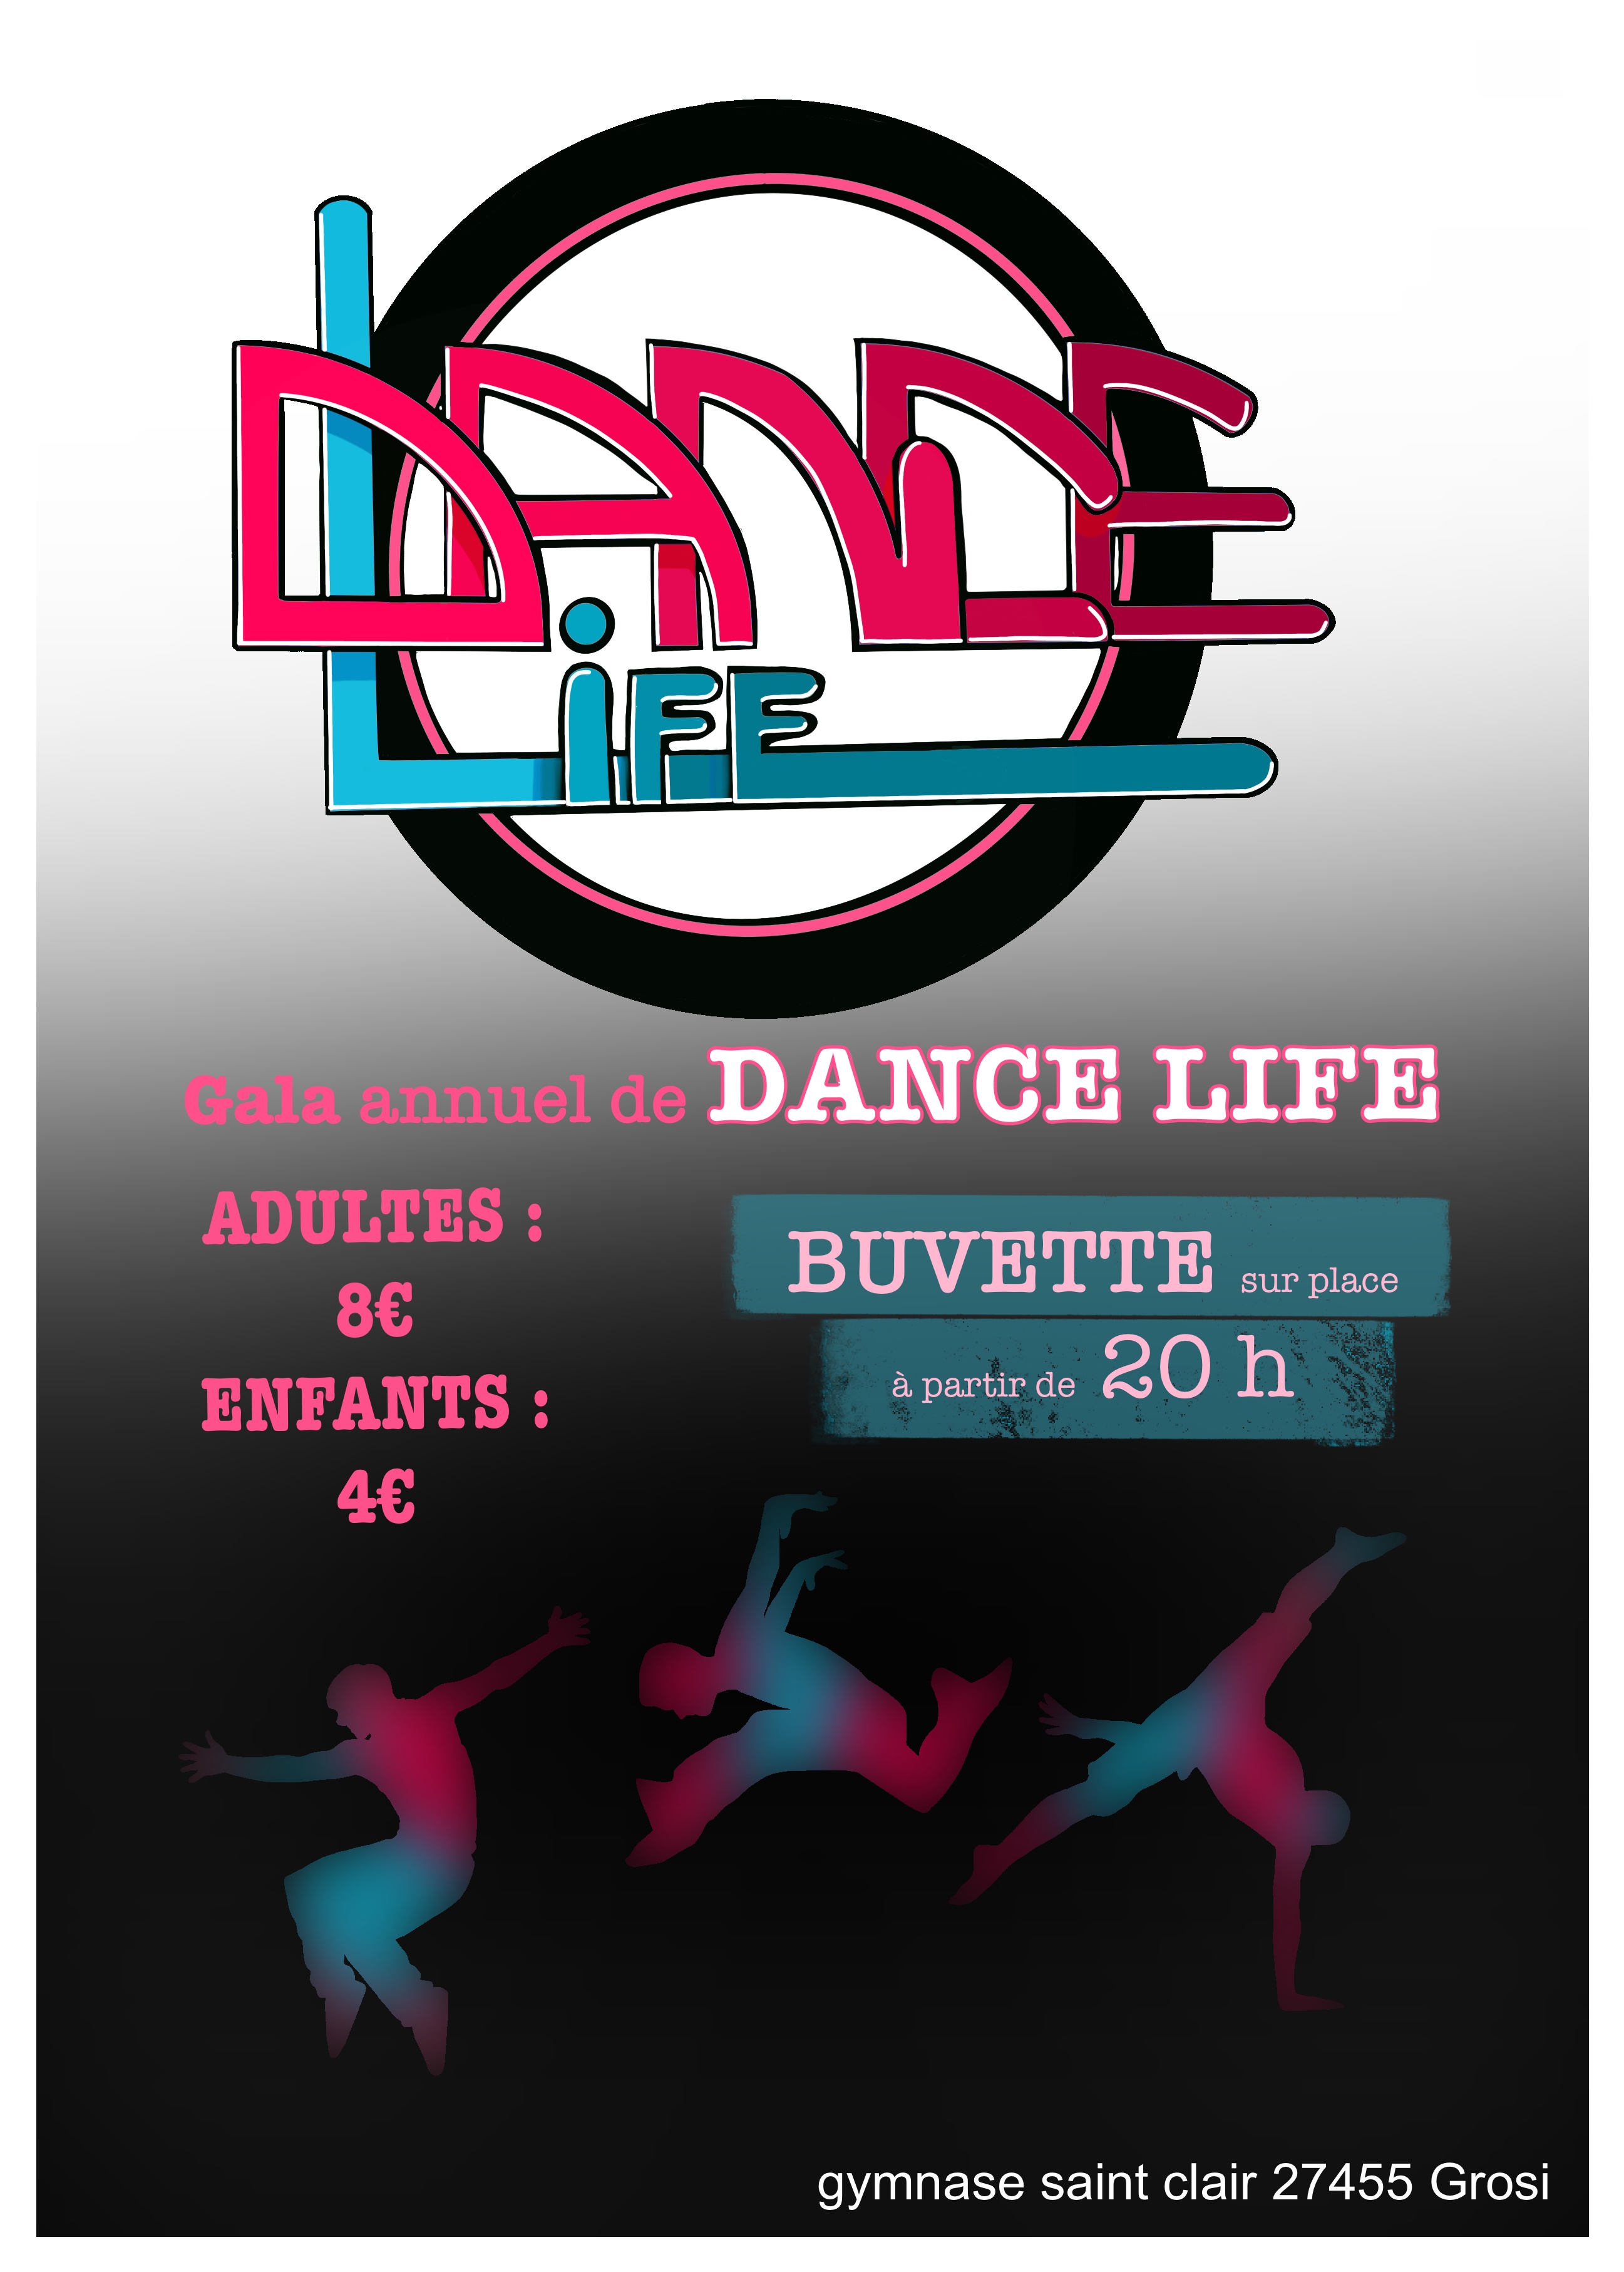 DANCE
LiFE
Gala annuel de DANCE LIFE
ADULTES :
8€
ENFANTS :
4€
BUVETTE sur place
à partir de 20 h
gymnase saint clair 27455 Grosi